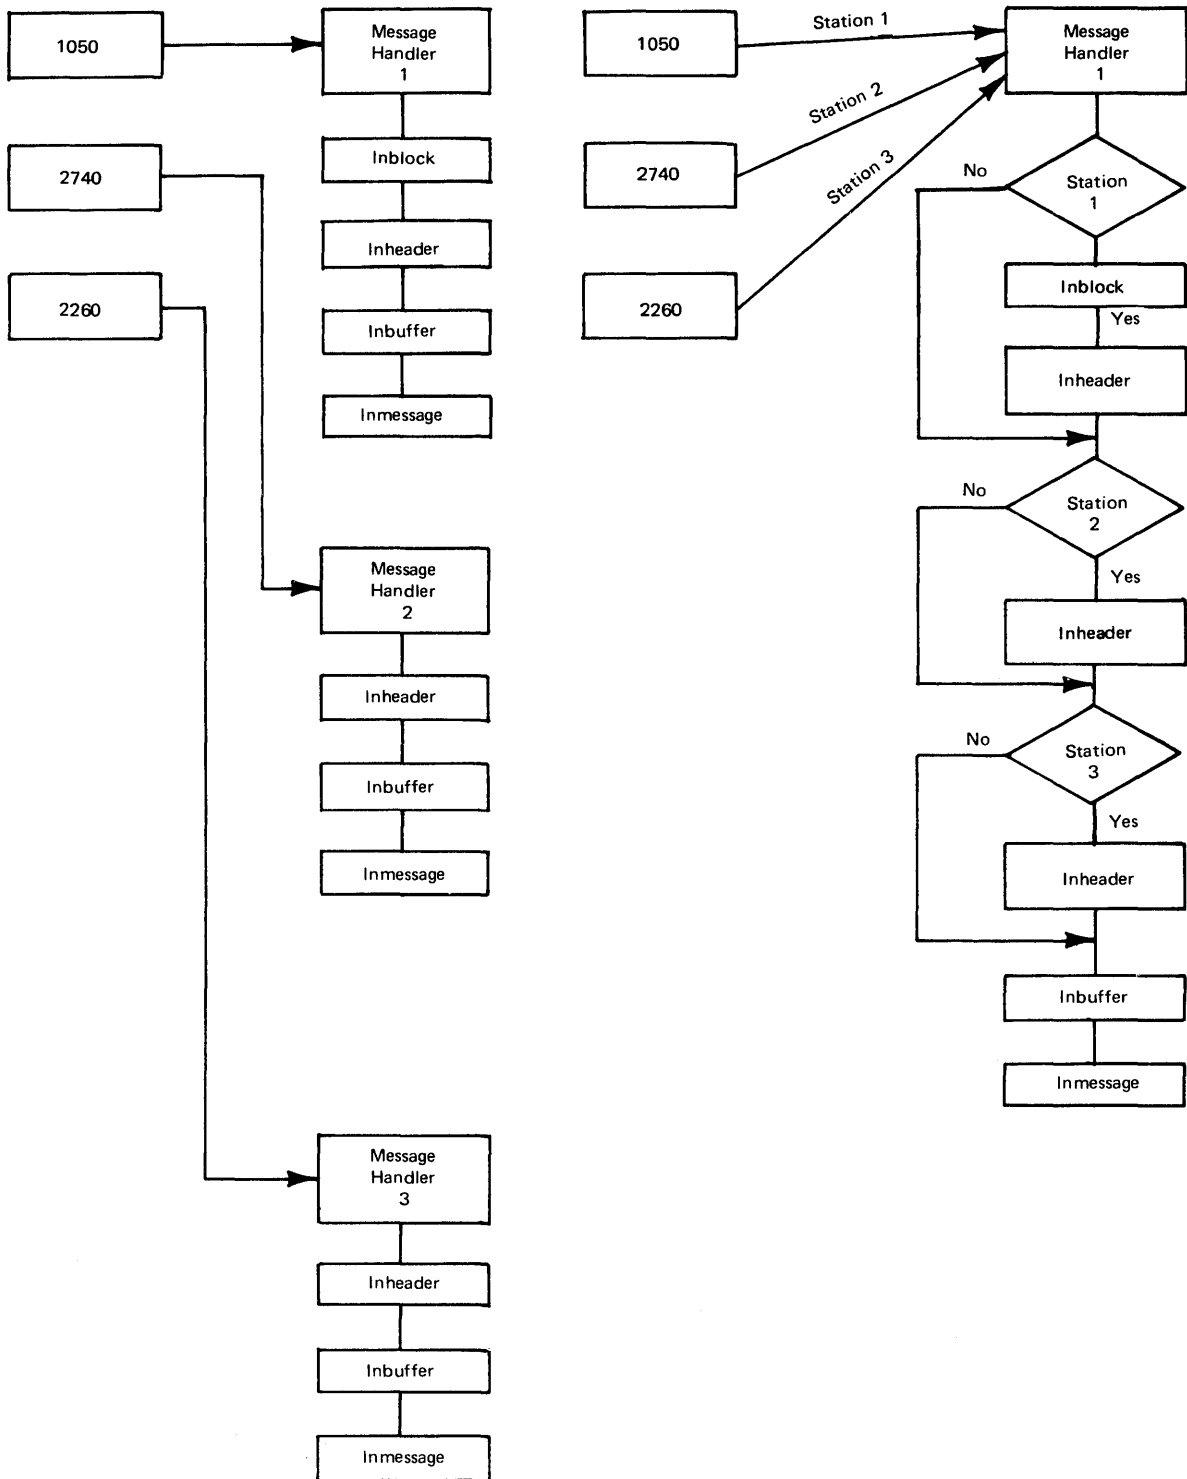 1050
Message
Handler
1
Inblock
Inheader
Inbuffer
Inmessage
2740
Message
Handler
2
Inheader
Inbuffer
Inmessage
2260
Message
Handler
3
Inheader
Inbuffer
Inmessage
1050
Station 1
2740
Station 2
2260
Station 3
Message
Handler
1
Station
1
No
Inblock
Yes
Inheader
Station
2
No
Yes
Inheader
Station
3
No
Yes
Inheader
Inbuffer
Inmessage